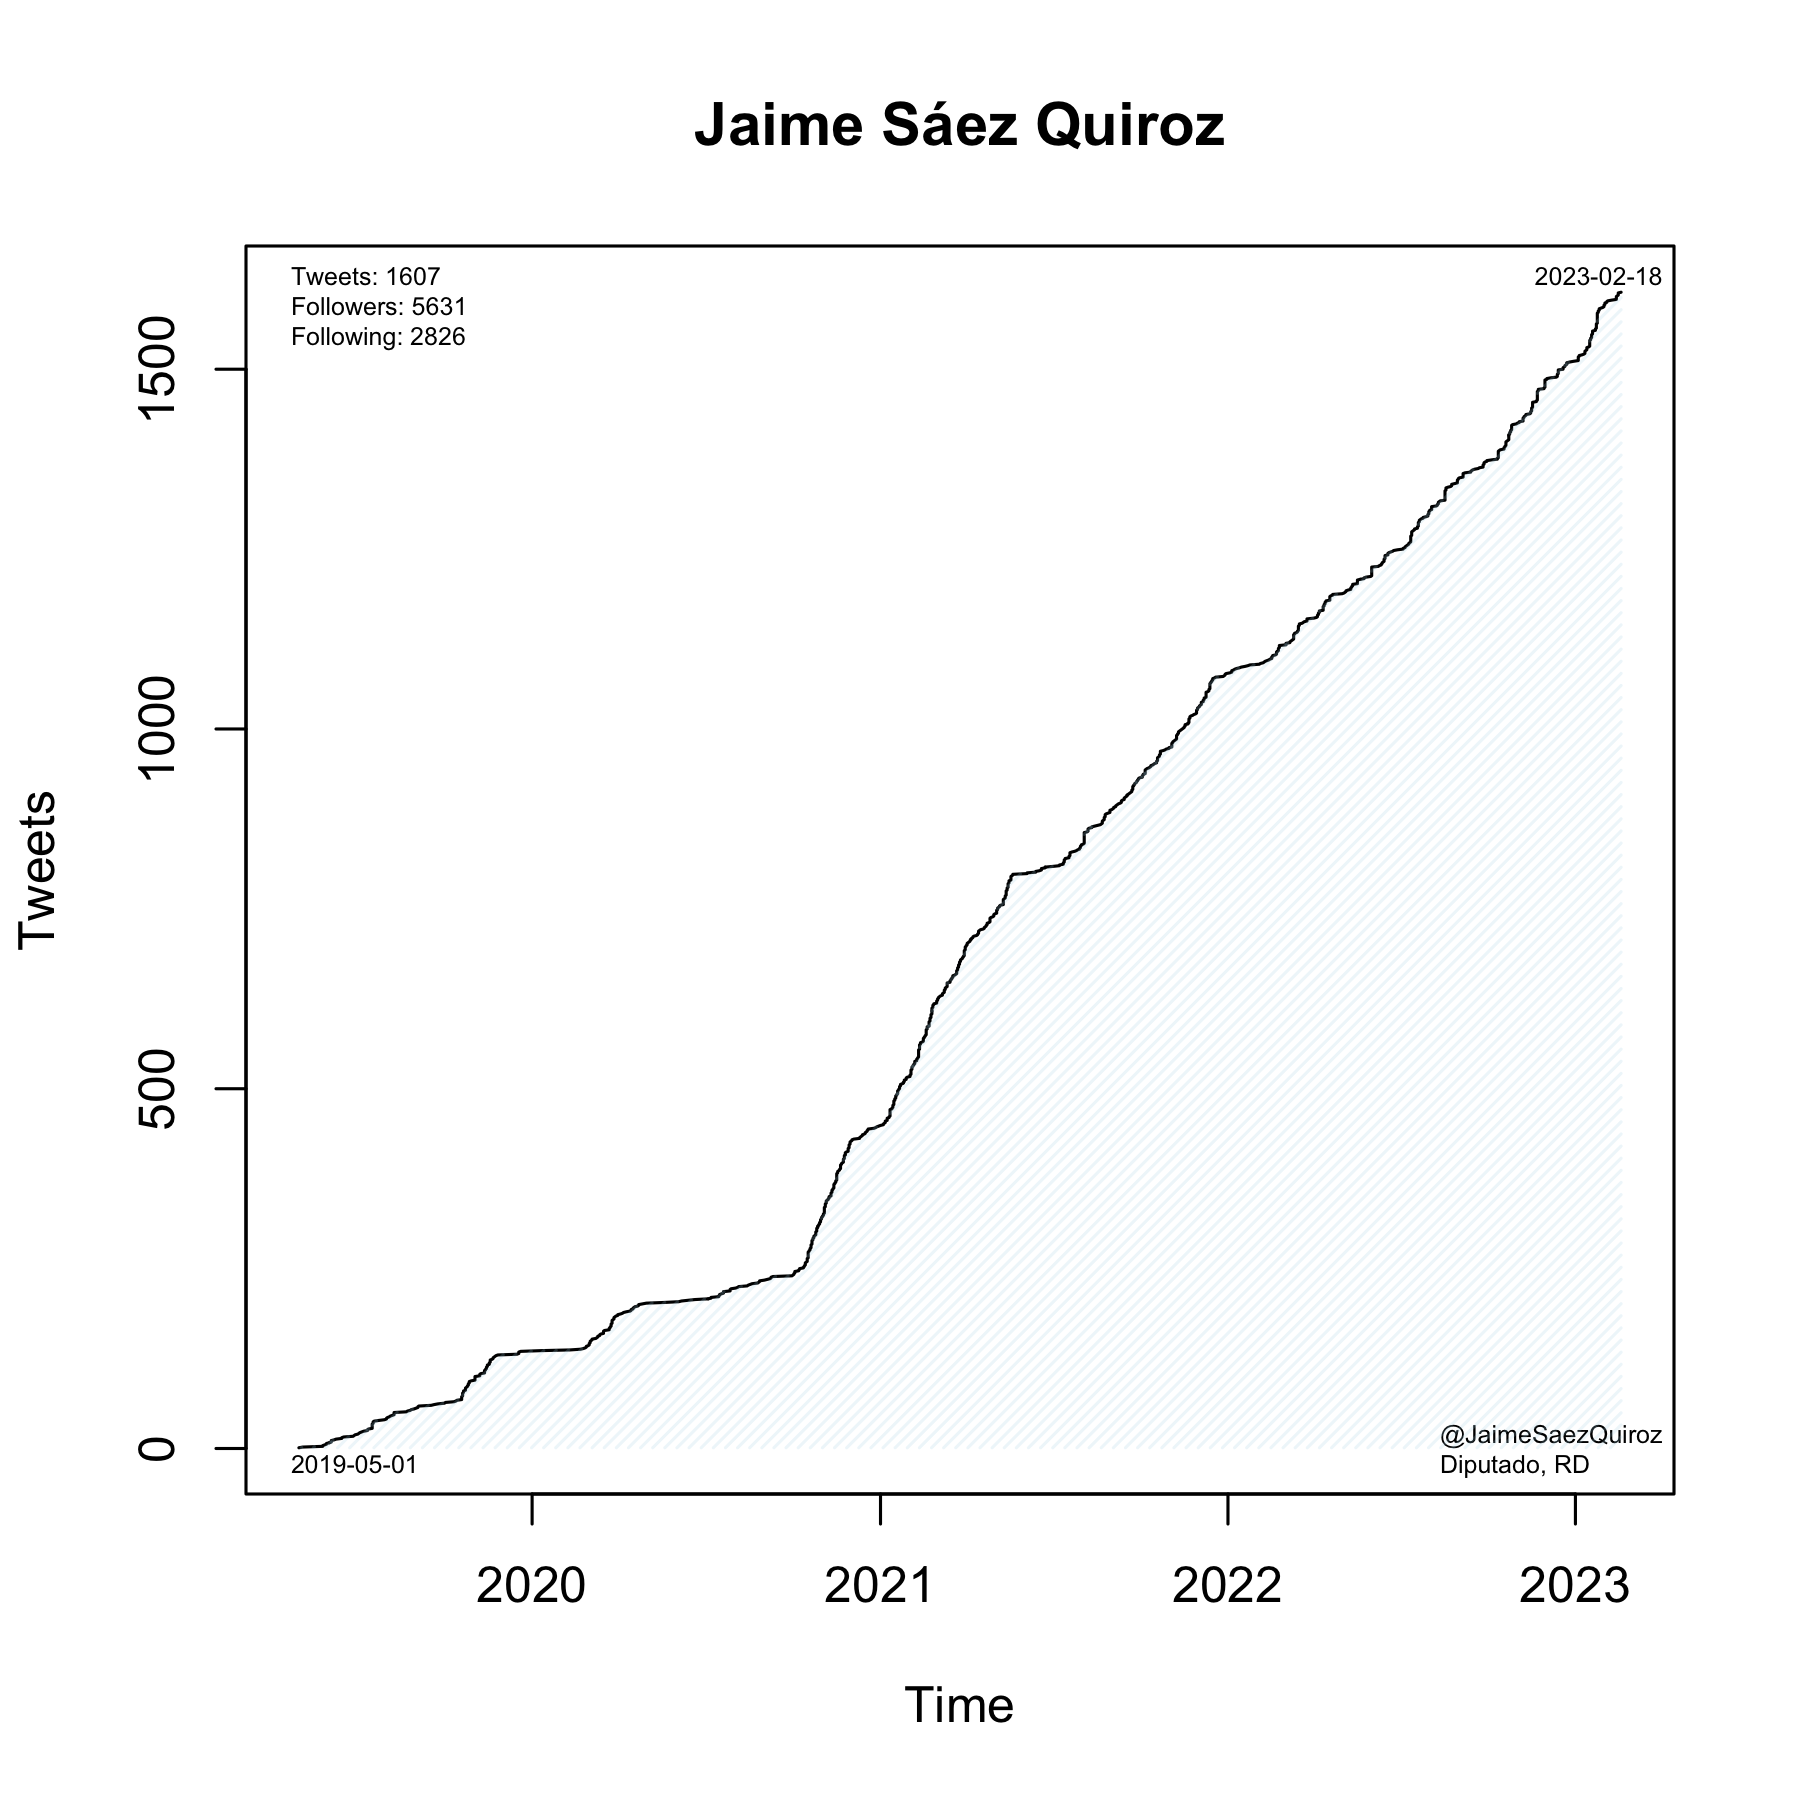 Jaime Sáez Quiroz
Tweets: 1607
Followers: 5631
Following: 2826
2023-02-18
1500
1000
500
0
Tweets
2019-05-01
@JaimeSaezQuiroz
Diputado, RD
2020
2021
2022
2023
Time